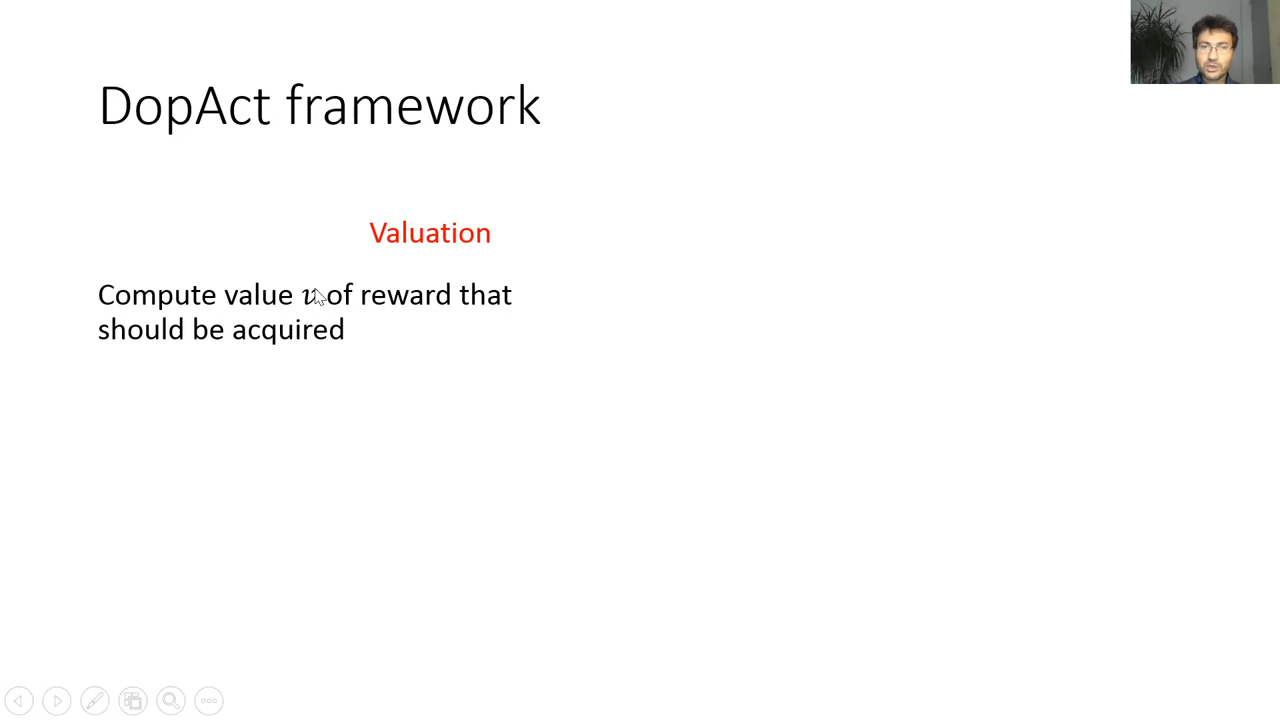 DopAct framework
Valuation
Compute value v of reward that
should be acquired